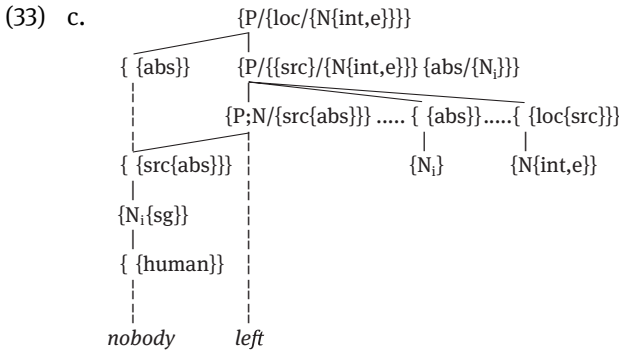 (33) c. {P/{loc/{N{int,e}}}}
{ {abs}} {P/{{src}/{N{int,e}}} {abs/{Nᵢ}}}
{P;N/{src{abs}}} ..... { {abs}}.....{ {loc{src}}}
{ {src{abs}}} {Nᵢ} {N{int,e}}
{Nᵢ{sg}}
{ {human}}
nobody left